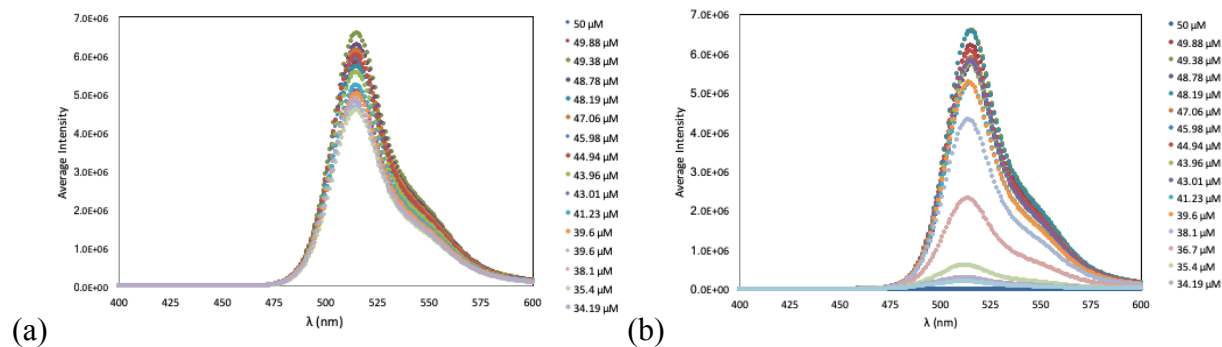 7.0E+06
6.0E+06
5.0E+06
4.0E+06
3.0E+06
2.0E+06
1.0E+06
0.0E+00
Average Intensity
400 425 450 475 500 525 550 575 600
λ (nm)
50 µM
49.88 µM
49.38 µM
48.78 µM
48.19 µM
47.06 µM
45.98 µM
44.94 µM
43.96 µM
43.01 µM
41.23 µM
39.6 µM
39.6 µM
38.1 µM
35.4 µM
34.19 µM
(a)
7.0E+06
6.0E+06
5.0E+06
4.0E+06
3.0E+06
2.0E+06
1.0E+06
0.0E+00
Average Intensity
400 425 450 475 500 525 550 575 600
λ (nm)
50 µM
49.88 µM
49.38 µM
48.78 µM
48.19 µM
47.06 µM
45.98 µM
44.94 µM
43.96 µM
43.01 µM
41.23 µM
39.6 µM
38.1 µM
36.7 µM
35.4 µM
34.19 µM
(b)